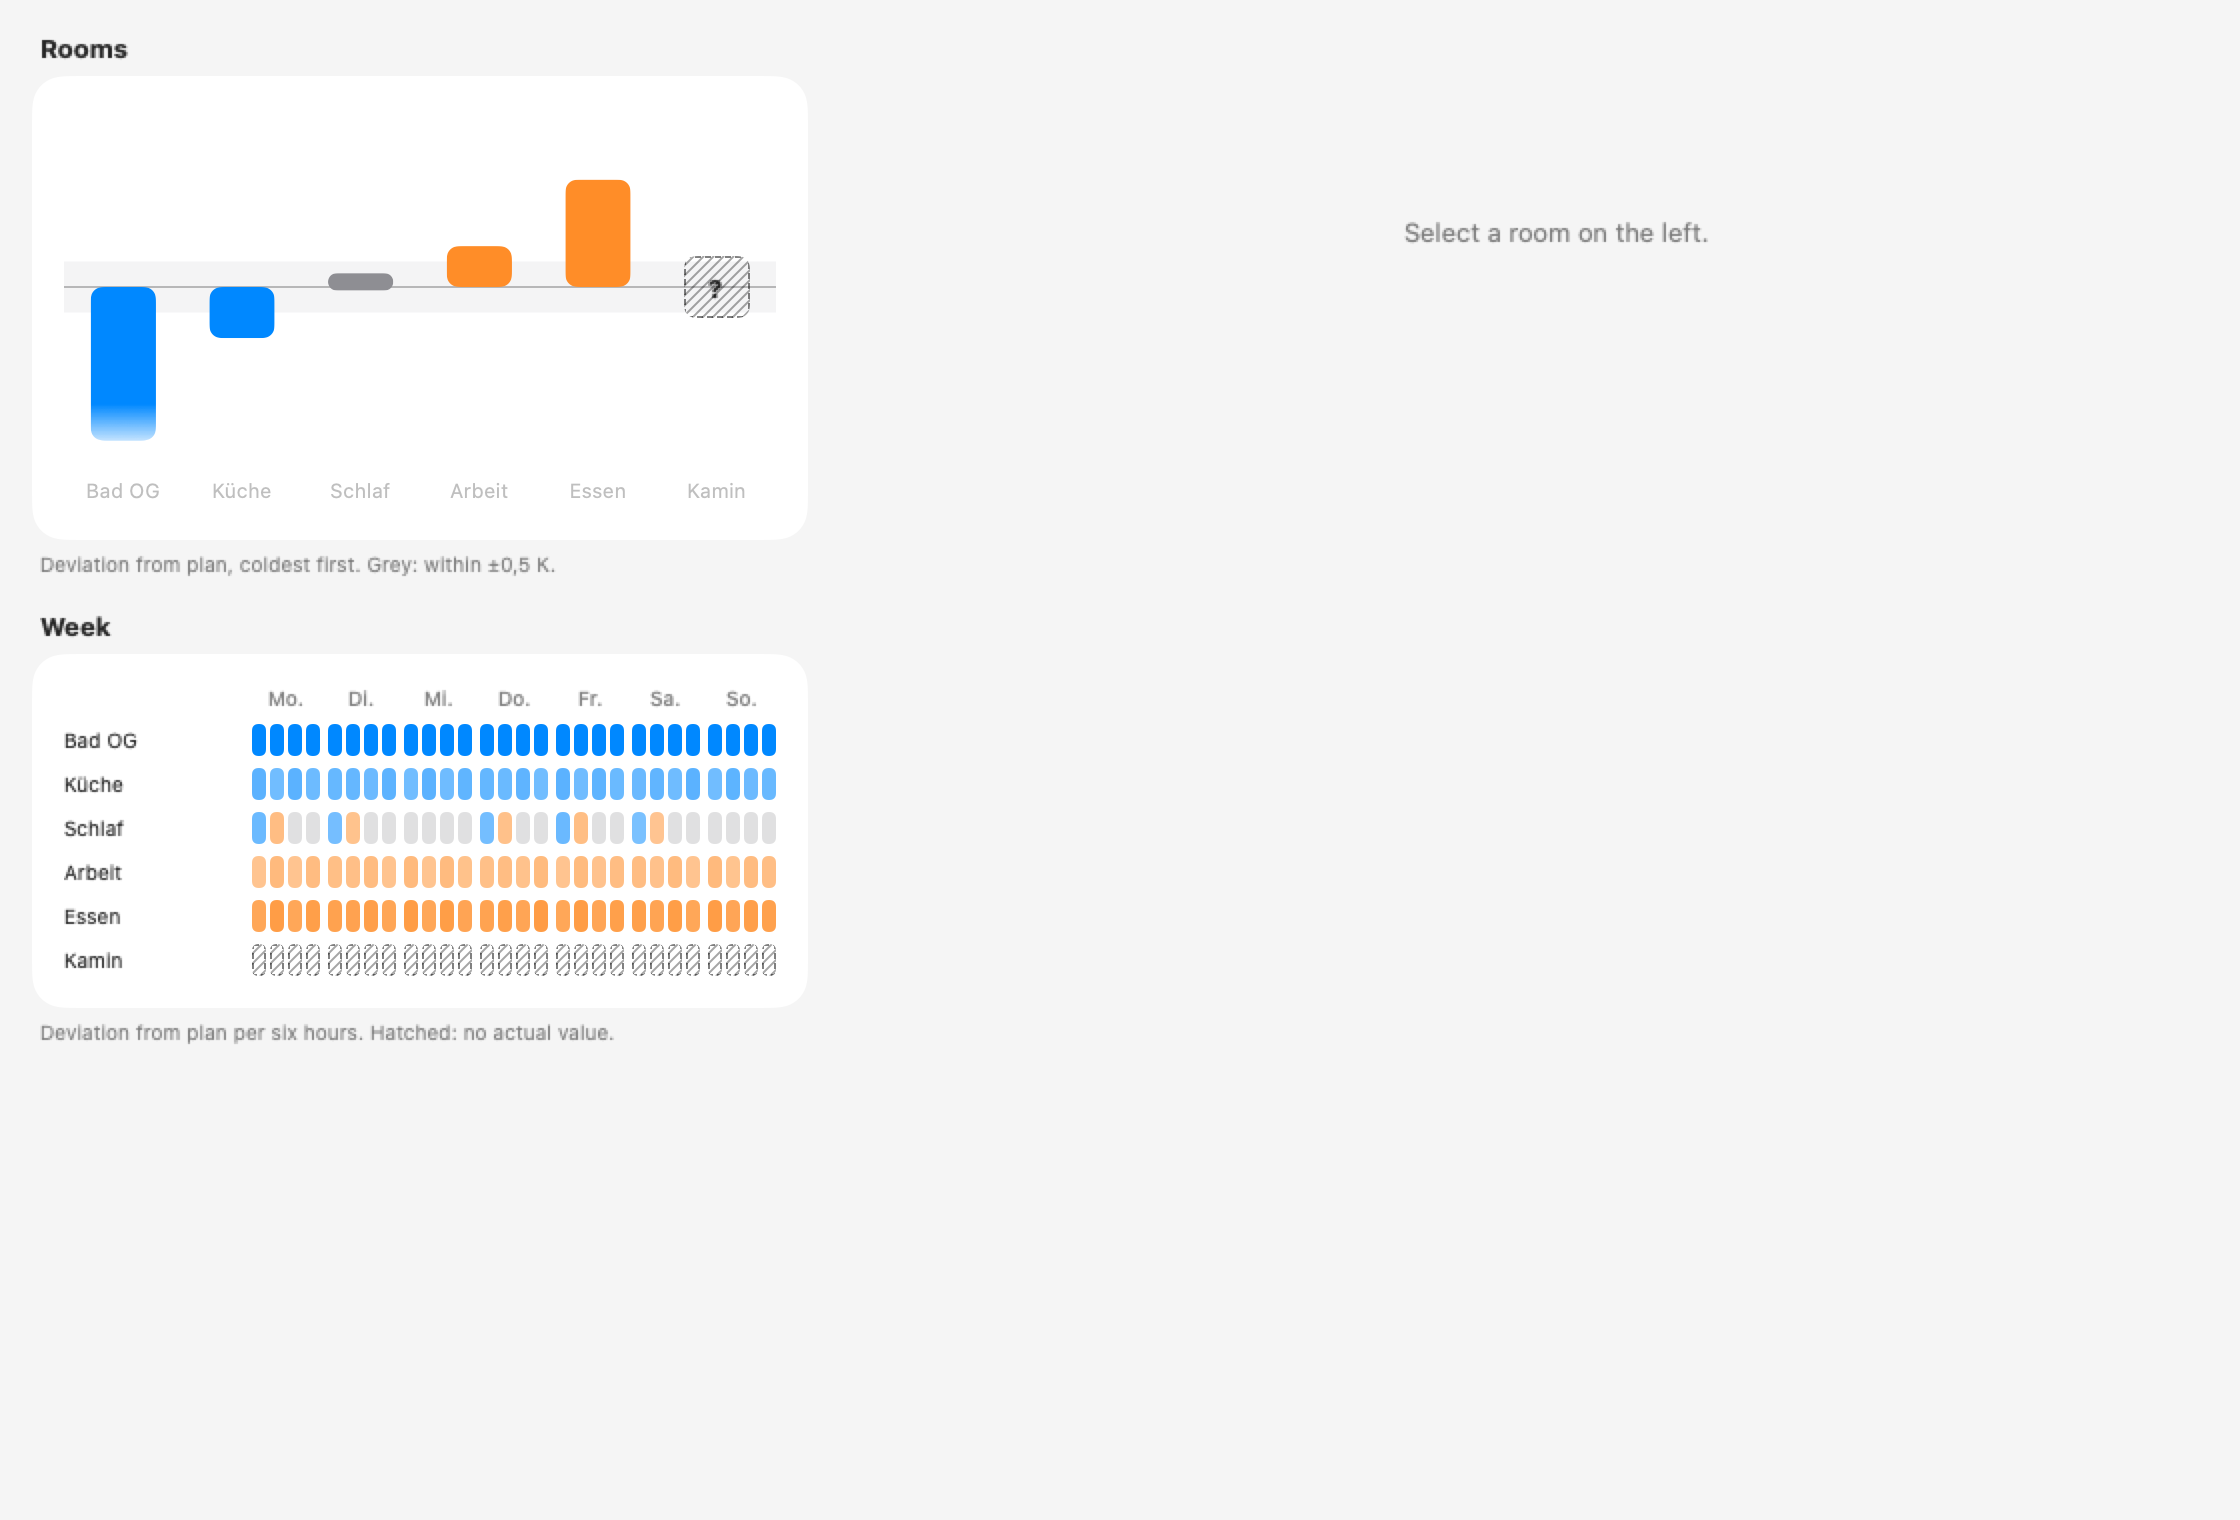 Rooms
?
Bad OG Küche Schlaf Arbeit Essen Kamin
Deviation from plan, coldest first. Grey: within ±0,5 K.
Week
Mo. Di. Mi. Do. Fr. Sa. So.
Bad OG
Küche
Schlaf
Arbeit
Essen
Kamin
Deviation from plan per six hours. Hatched: no actual value.
Select a room on the left.